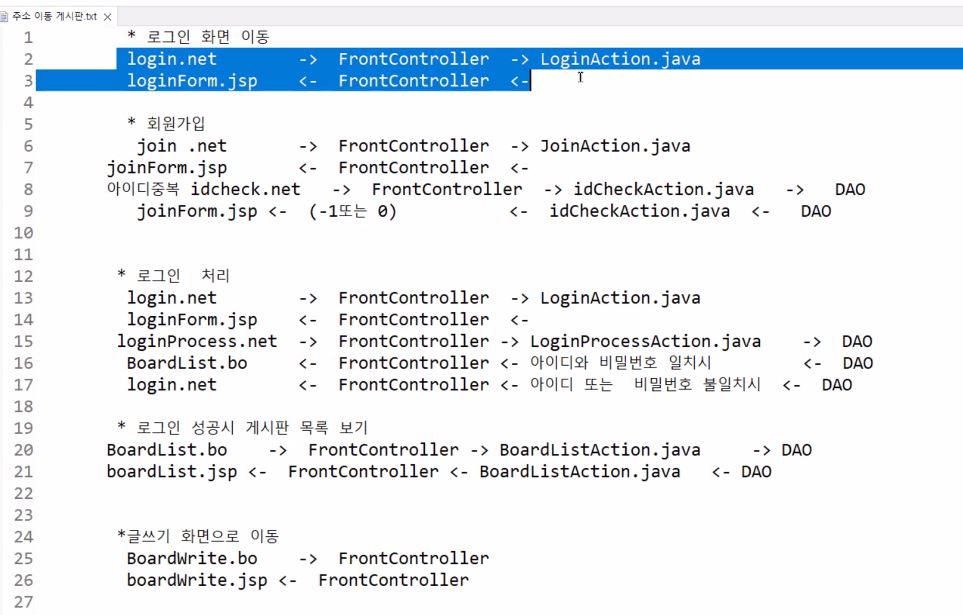 주소 이동 게시판.txt
1 * 로그인 화면 이동
2 login.net -> FrontController -> LoginAction.java
3 loginForm.jsp <- FrontController <-
4
5 * 회원가입
6 join .net -> FrontController -> JoinAction.java
7 joinForm.jsp <- FrontController <-
8 아이디중복 idcheck.net -> FrontController -> idCheckAction.java -> DAO
9 joinForm.jsp <- (-1또는 0) <- idCheckAction.java <- DAO
10
11
12 * 로그인 처리
13 login.net -> FrontController -> LoginAction.java
14 loginForm.jsp <- FrontController <-
15 loginProcess.net -> FrontController -> LoginProcessAction.java -> DAO
16 BoardList.bo <- FrontController <- 아이디와 비밀번호 일치시 <- DAO
17 login.net <- FrontController <- 아이디 또는 비밀번호 불일치시 <- DAO
18
19 * 로그인 성공시 게시판 목록 보기
20 BoardList.bo -> FrontController -> BoardListAction.java -> DAO
21 boardList.jsp <- FrontController <- BoardListAction.java <- DAO
22
23
24 *글쓰기 화면으로 이동
25 BoardWrite.bo -> FrontController
26 boardWrite.jsp <- FrontController
27